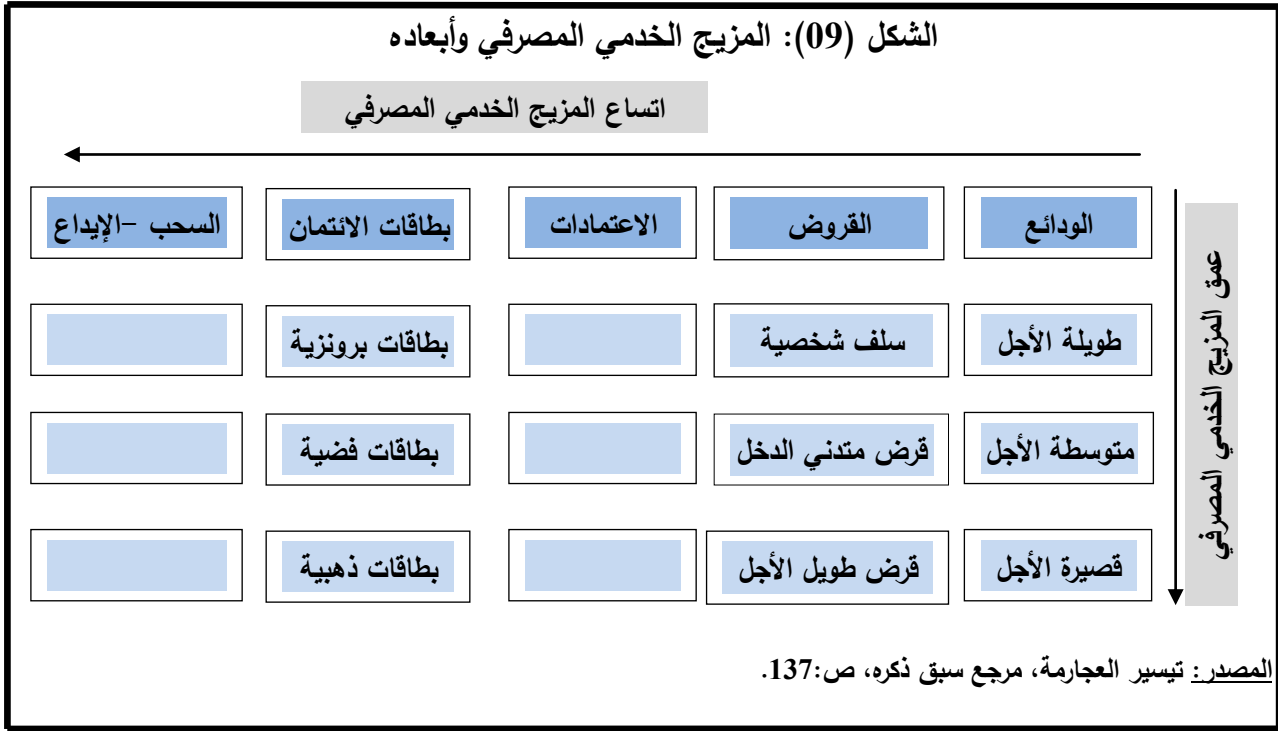 الشكل (09): المزيج الخدمي المصرفي وأبعاده
اتساع المزيج الخدمي المصرفي
عمق المزيج الخدمي المصرفي
الودائع القروض الاعتمادات بطاقات الائتمان السحب -الإيداع
طويلة الأجل سلف شخصية بطاقات برونزية
متوسطة الأجل قرض متدني الدخل بطاقات فضية
قصيرة الأجل قرض طويل الأجل بطاقات ذهبية
المصدر: تيسير العجارمة، مرجع سبق ذكره، ص:137.